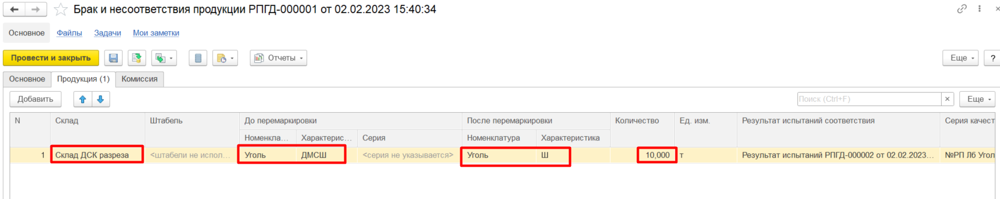 Брак и несоответствия продукции РПГД-000001 от 02.02.2023 15:40:34
Основное Файлы Задачи Мои заметки
Провести и закрыть Отчеты Еще ?
Основное Продукция (1) Комиссия
Добавить Поиск (Ctrl+F) × Еще
N Склад Штабель До перемаркировки После перемаркировки Количество Ед. изм. Результат испытаний соответствия Серия качест
Номенкла... Характерис... Серия Номенклатура Характеристика
1 Склад ДСК разреза <штабели не испол... Уголь ДМСШ <серия не указывается> Уголь Ш 10,000 т Результат испытаний РПГД-000002 от 02.02.2023... №РП Лб Угол